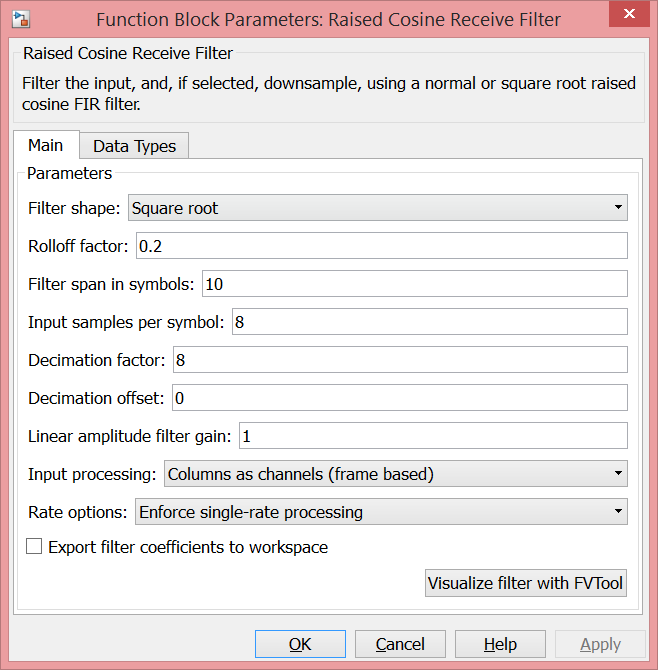 Function Block Parameters: Raised Cosine Receive Filter
Raised Cosine Receive Filter
Filter the input, and, if selected, downsample, using a normal or square root raised
cosine FIR filter.
Main Data Types
Parameters
Filter shape: Square root
Rolloff factor: 0.2
Filter span in symbols: 10
Input samples per symbol: 8
Decimation factor: 8
Decimation offset: 0
Linear amplitude filter gain: 1
Input processing: Columns as channels (frame based)
Rate options: Enforce single-rate processing
Export filter coefficients to workspace
Visualize filter with FVTool
OK Cancel Help Apply